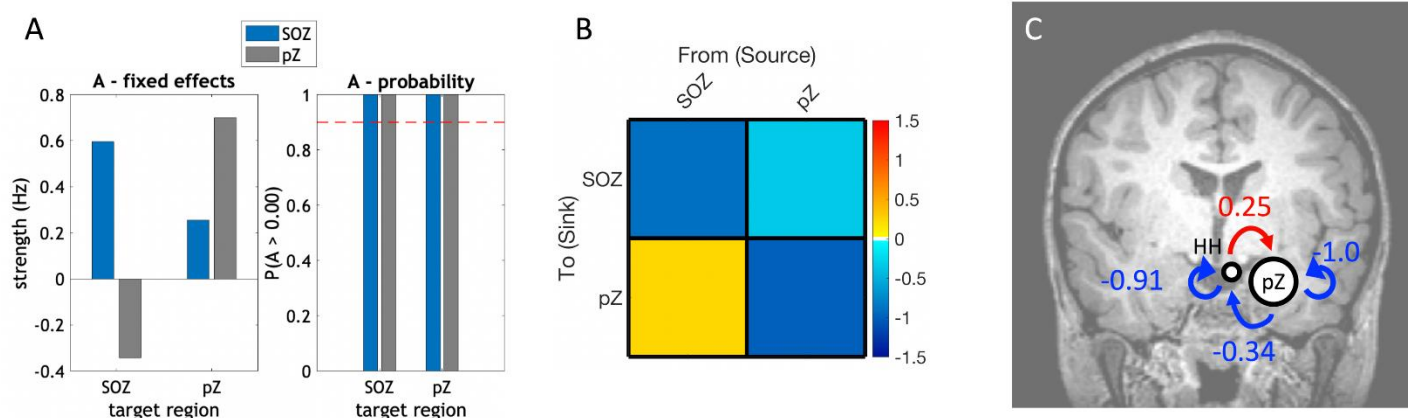 A
SOZ
pZ
A - fixed effects
strength (Hz)
0.8
0.6
0.4
0.2
0
-0.2
-0.4
SOZ
pZ
target region
A - probability
P(A > 0.00)
1
0.8
0.6
0.4
0.2
0
SOZ
pZ
target region
B
From (Source)
SOZ
pZ
To (Sink)
SOZ
pZ
1.5
1
0.5
0
-0.5
-1
-1.5
C
0.25
HH
-1.0
-0.91
pZ
-0.34